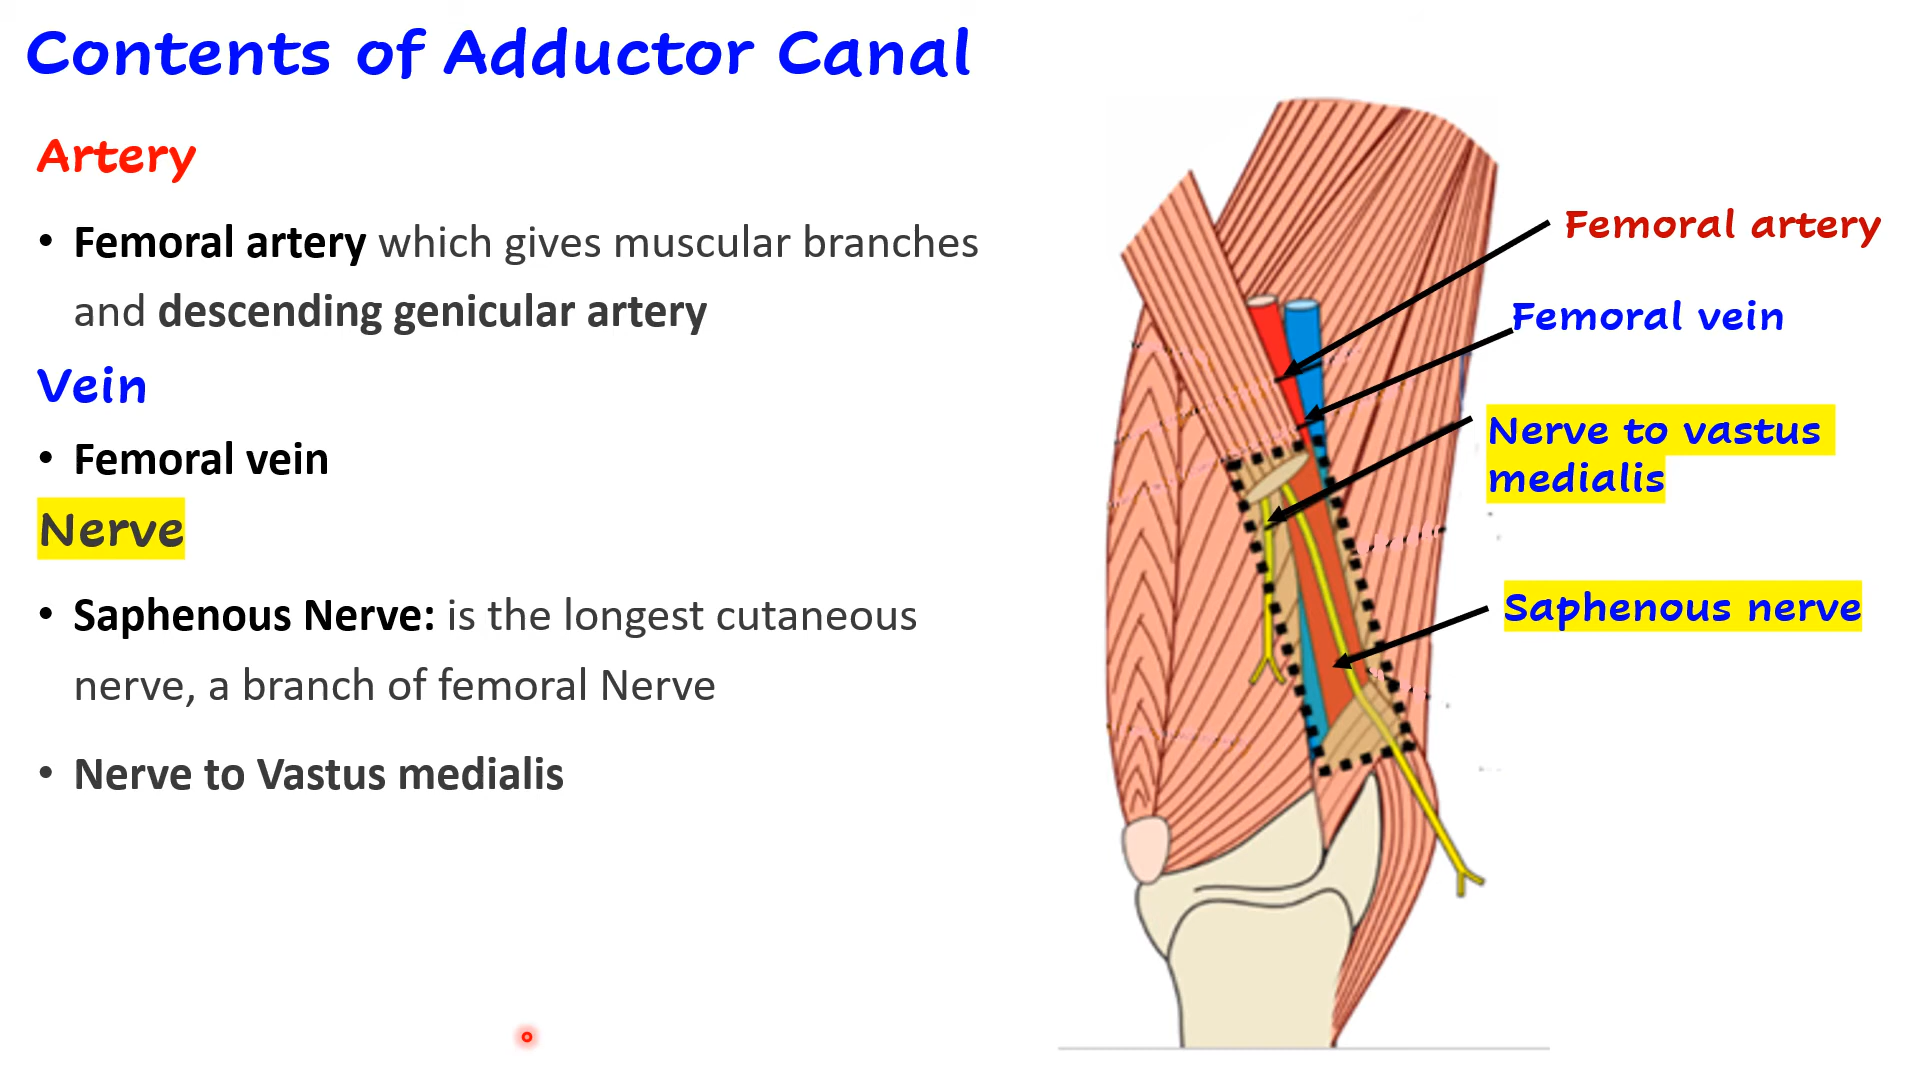 Contents of Adductor Canal
Artery
• Femoral artery which gives muscular branches
and descending genicular artery
Vein
• Femoral vein
Nerve
• Saphenous Nerve: is the longest cutaneous
nerve, a branch of femoral Nerve
• Nerve to Vastus medialis
Femoral artery
Femoral vein
Nerve to vastus
medialis
Saphenous nerve